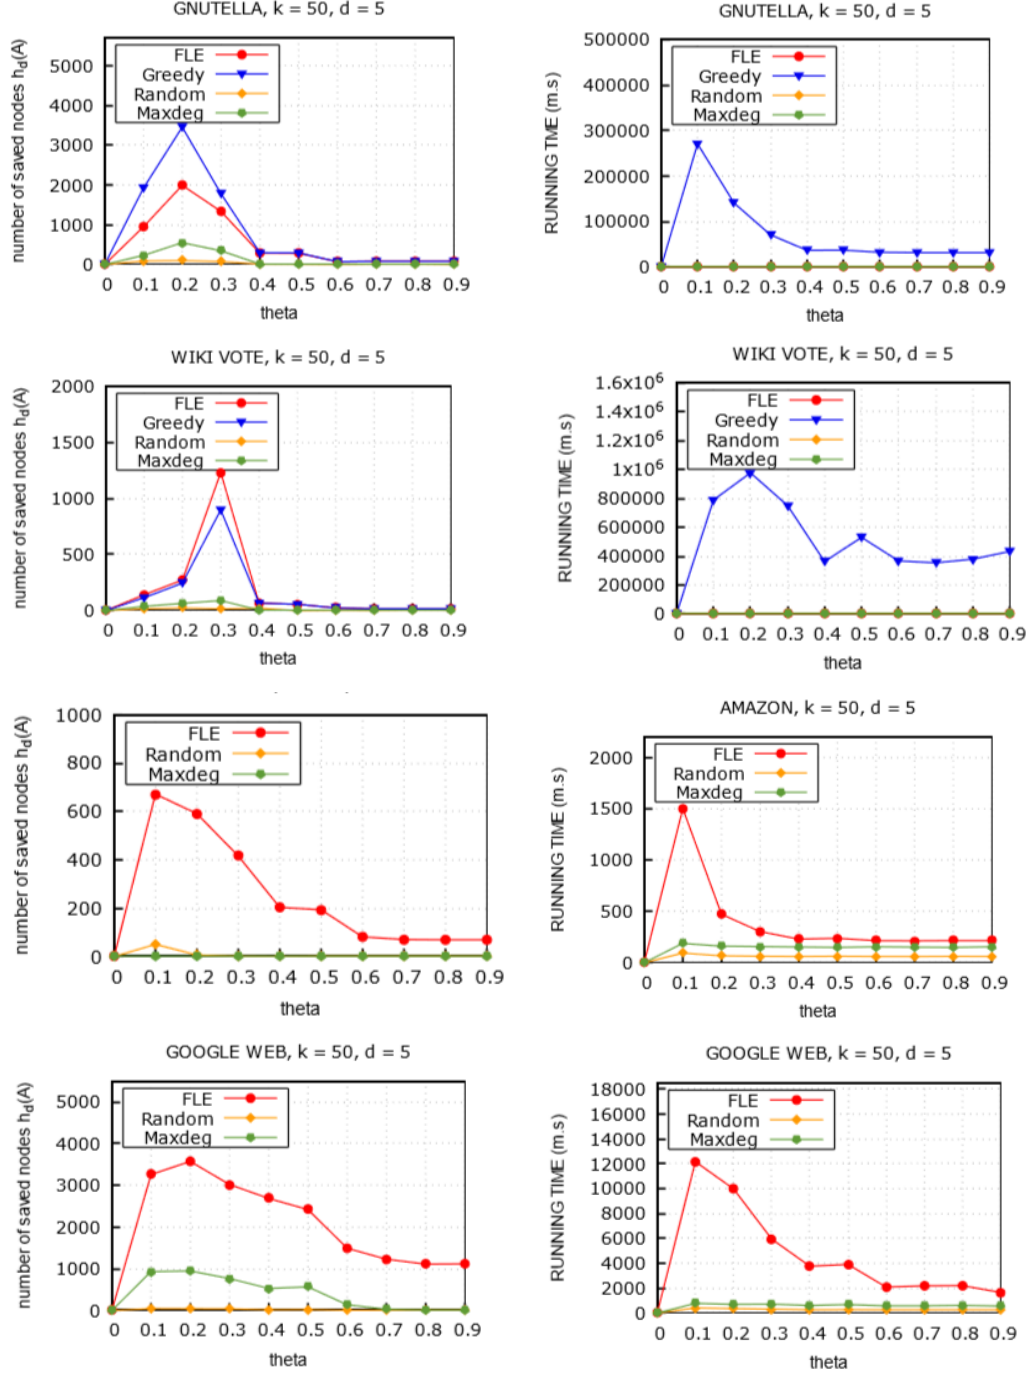 GNUTELLA, k = 50, d = 5
number of saved nodes h_d(A)
5000
4000
3000
2000
1000
0
FLE
Greedy
Random
Maxdeg
0 0.1 0.2 0.3 0.4 0.5 0.6 0.7 0.8 0.9
theta
GNUTELLA, k = 50, d = 5
RUNNING TME (m.s)
500000
400000
300000
200000
100000
0
FLE
Greedy
Random
Maxdeg
0 0.1 0.2 0.3 0.4 0.5 0.6 0.7 0.8 0.9
theta
WIKI VOTE, k = 50, d = 5
number of saved nodes h_d(A)
2000
1500
1000
500
0
FLE
Greedy
Random
Maxdeg
0 0.1 0.2 0.3 0.4 0.5 0.6 0.7 0.8 0.9
theta
WIKI VOTE, k = 50, d = 5
RUNNING TIME (m.s)
1.6x10^6
1.4x10^6
1.2x10^6
1x10^6
800000
600000
400000
200000
0
FLE
Greedy
Random
Maxdeg
0 0.1 0.2 0.3 0.4 0.5 0.6 0.7 0.8 0.9
theta
number of saved nodes h_d(A)
1000
800
600
400
200
0
FLE
Random
Maxdeg
0 0.1 0.2 0.3 0.4 0.5 0.6 0.7 0.8 0.9
theta
AMAZON, k = 50, d = 5
RUNNING TIME (m.s)
2000
1500
1000
500
0
FLE
Random
Maxdeg
0 0.1 0.2 0.3 0.4 0.5 0.6 0.7 0.8 0.9
theta
GOOGLE WEB, k = 50, d = 5
number of saved nodes h_d(A)
5000
4000
3000
2000
1000
0
FLE
Random
Maxdeg
0 0.1 0.2 0.3 0.4 0.5 0.6 0.7 0.8 0.9
theta
GOOGLE WEB, k = 50, d = 5
RUNNING TIME (m.s)
18000
16000
14000
12000
10000
8000
6000
4000
2000
0
FLE
Random
Maxdeg
0 0.1 0.2 0.3 0.4 0.5 0.6 0.7 0.8 0.9
theta